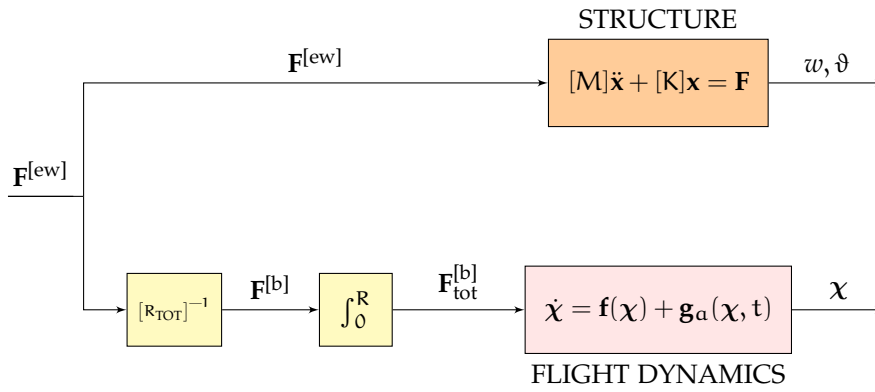 STRUCTURE
𝐅^[ew]
[M]𝐱̈ + [K]𝐱 = 𝐅
w, ϑ
𝐅^[ew]
[R_TOT]^−1
𝐅^[b]
∫_0^R
𝐅_tot^[b]
𝛘̇ = 𝐟(𝛘) + 𝐠_a(𝛘, t)
𝛘
FLIGHT DYNAMICS